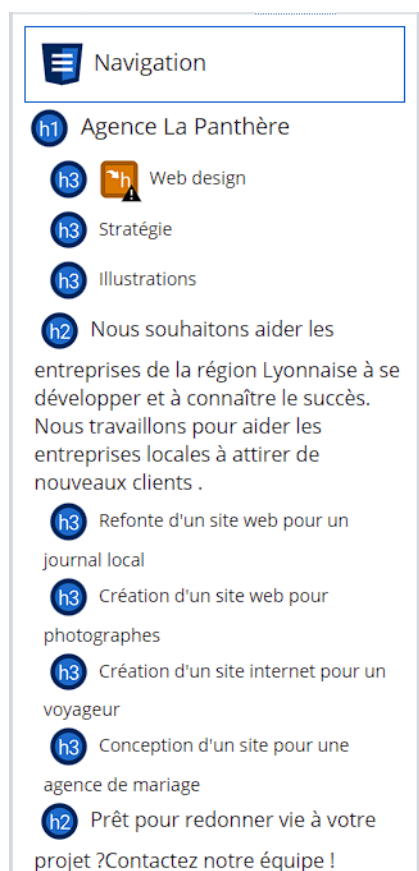 Navigation
h1 Agence La Panthère
h3 h Web design
h3 Stratégie
h3 Illustrations
h2 Nous souhaitons aider les
entreprises de la région Lyonnaise à se
développer et à connaître le succès.
Nous travaillons pour aider les
entreprises locales à attirer de
nouveaux clients .
h3 Refonte d'un site web pour un
journal local
h3 Création d'un site web pour
photographes
h3 Création d'un site internet pour un
voyageur
h3 Conception d'un site pour une
agence de mariage
h2 Prêt pour redonner vie à votre
projet ?Contactez notre équipe !